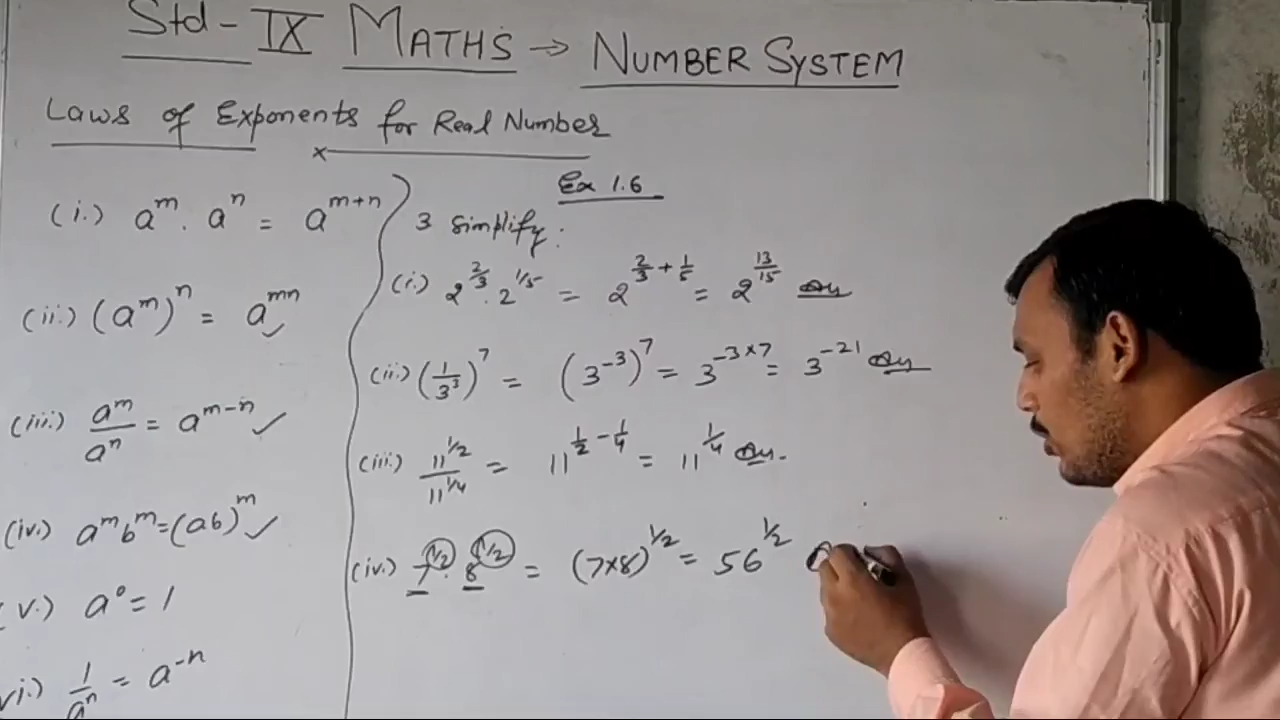 Std - IX MATHS → NUMBER SYSTEM
Laws of Exponents for Real Number
(i.) a^m . a^n = a^{m+n}
(ii.) (a^m)^n = a^{mn} ✓
(iii.) a^m/a^n = a^{m-n} ✓
(iv.) a^m b^m = (ab)^m ✓
(v.) a^0 = 1
vi.) 1/a^n = a^{-n}
Ex 1.6
3 simplify:
(i.) 2^{2/3} . 2^{1/5} = 2^{2/3 + 1/5} = 2^{13/15} Ans
(ii.) (1/3^3)^7 = (3^{-3})^7 = 3^{-3×7} = 3^{-21} Ans
(iii.) 11^{1/2}/11^{1/4} = 11^{1/2 - 1/4} = 11^{1/4} Ans.
(iv.) 7^{1/2} . 8^{1/2} = (7×8)^{1/2} = 56^{1/2}